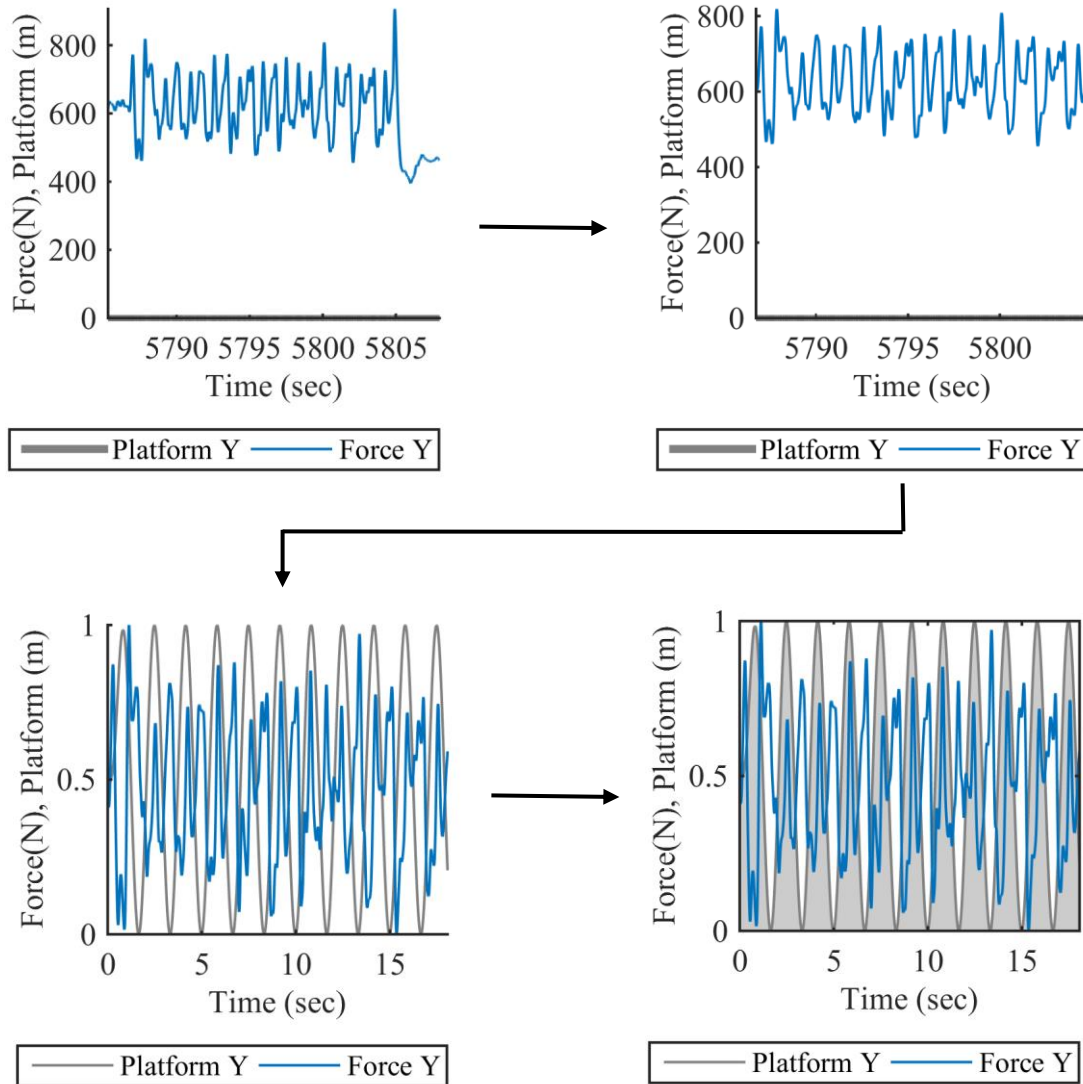 Force(N), Platform (m)
800
600
400
200
0
5790 5795 5800 5805
Time (sec)
Platform Y Force Y
Force(N), Platform (m)
800
600
400
200
0
5790 5795 5800
Time (sec)
Platform Y Force Y
Force(N), Platform (m)
1
0.5
0
0 5 10 15
Time (sec)
Platform Y Force Y
Force(N), Platform (m)
1
0.5
0
0 5 10 15
Time (sec)
Platform Y Force Y